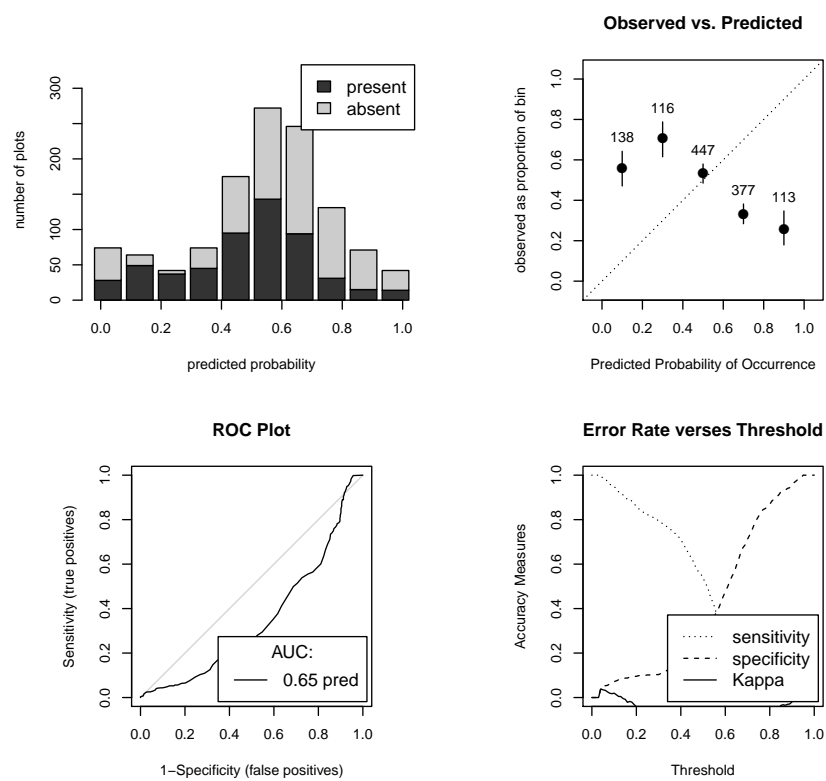 number of plots
0
50
100
200
300
0.0 0.2 0.4 0.6 0.8 1.0
predicted probability
present
absent
Observed vs. Predicted
observed as proportion of bin
0.0 0.2 0.4 0.6 0.8 1.0
138
116
447
377
113
0.0 0.2 0.4 0.6 0.8 1.0
Predicted Probability of Occurrence
ROC Plot
Sensitivity (true positives)
0.0 0.2 0.4 0.6 0.8 1.0
AUC:
0.65 pred
0.0 0.2 0.4 0.6 0.8 1.0
1−Specificity (false positives)
Error Rate verses Threshold
Accuracy Measures
0.0 0.2 0.4 0.6 0.8 1.0
sensitivity
specificity
Kappa
0.0 0.2 0.4 0.6 0.8 1.0
Threshold